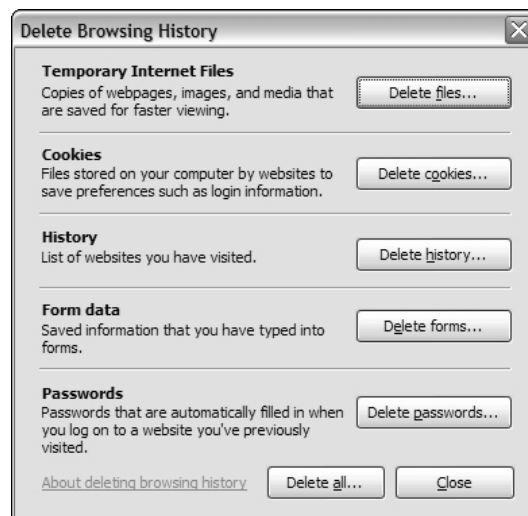 Delete Browsing History
Temporary Internet Files
Copies of webpages, images, and media that
are saved for faster viewing.
Delete files...
Cookies
Files stored on your computer by websites to
save preferences such as login information.
Delete cookies...
History
List of websites you have visited.
Delete history...
Form data
Saved information that you have typed into
forms.
Delete forms...
Passwords
Passwords that are automatically filled in when
you log on to a website you've previously
visited.
Delete passwords...
About deleting browsing history
Delete all...
Close